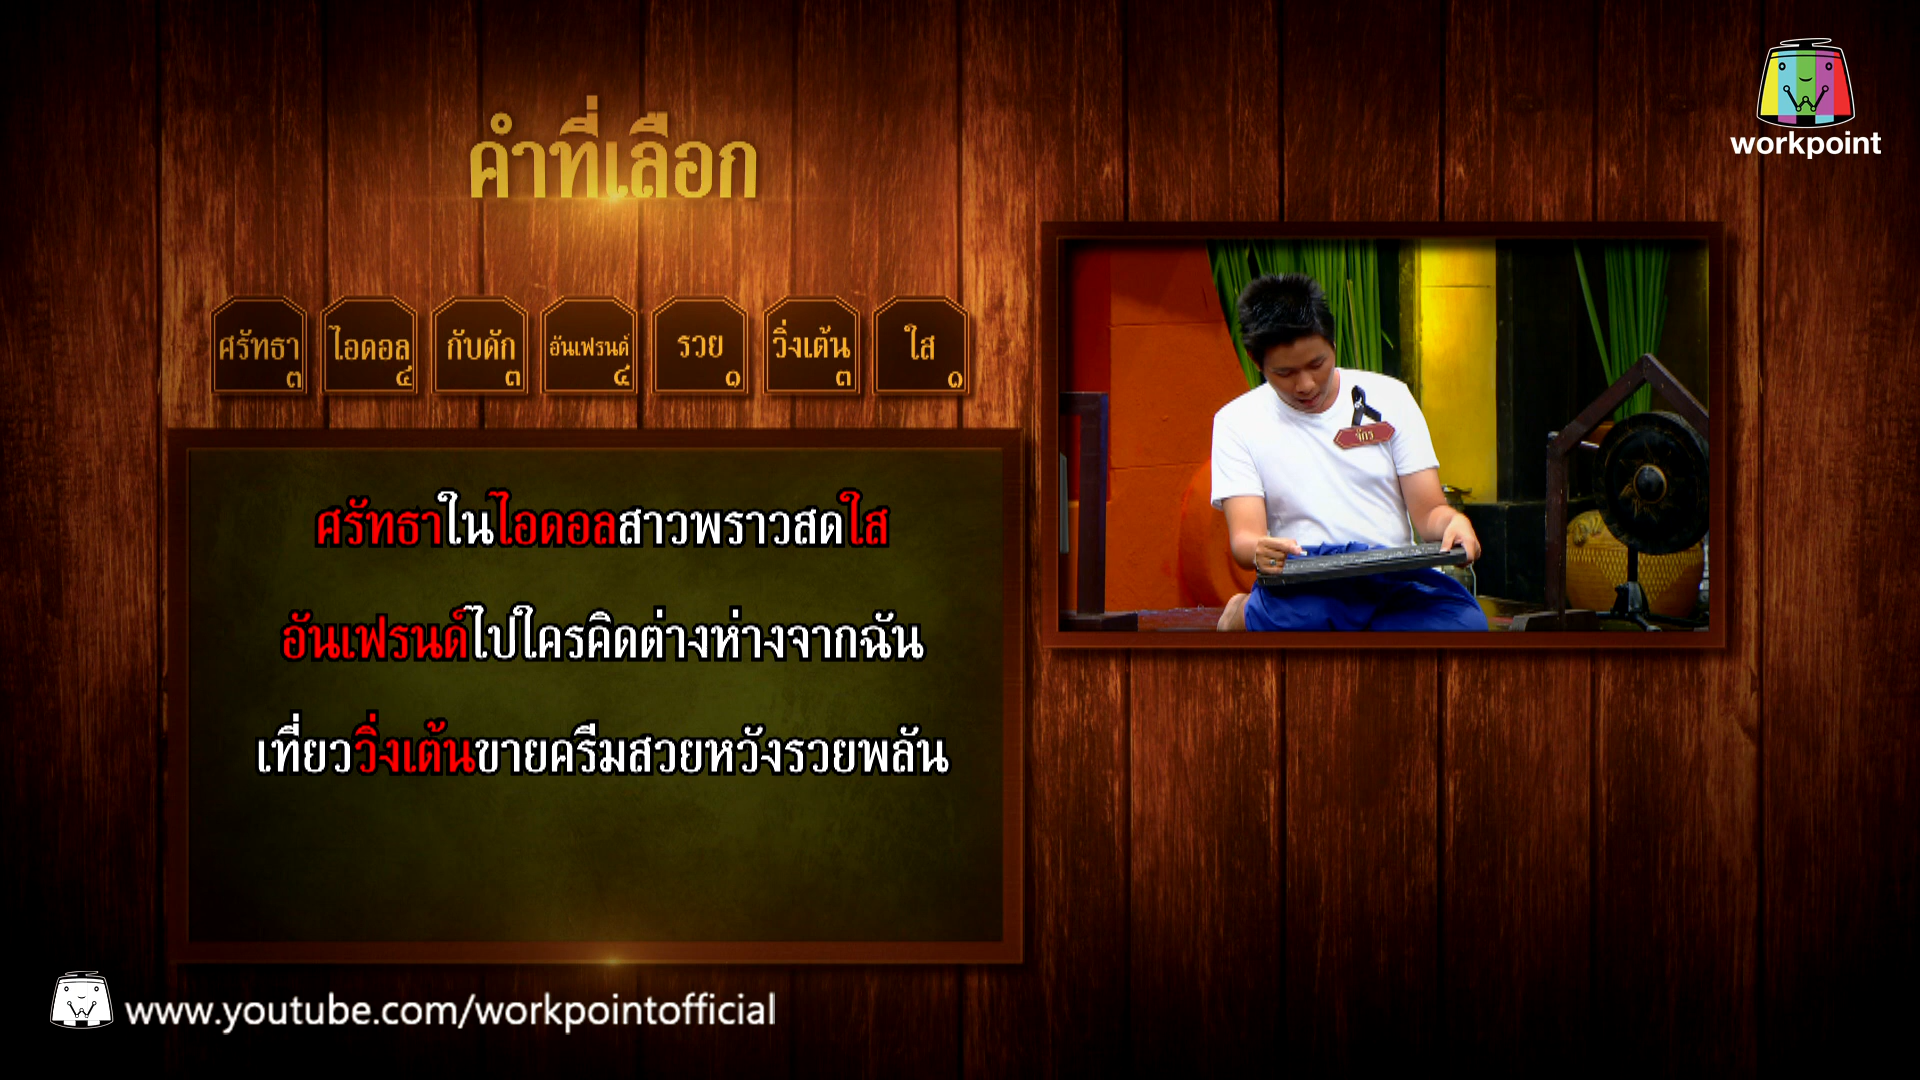 คำที่เลือก
workpoint
ศรัทธา ไอดอล กับดัก อันเฟรนด์ รวย วิ่งเต้น ใส
๓ ๔ ๓ ๔ ๑ ๓ ๑
จักร
ศรัทธาในไอดอลสาวพราวสดใส
อันเฟรนด์ไปใครคิดต่างห่างจากฉัน
เที่ยววิ่งเต้นขายครีมสวยหวังรวยพลัน
www.youtube.com/workpointofficial